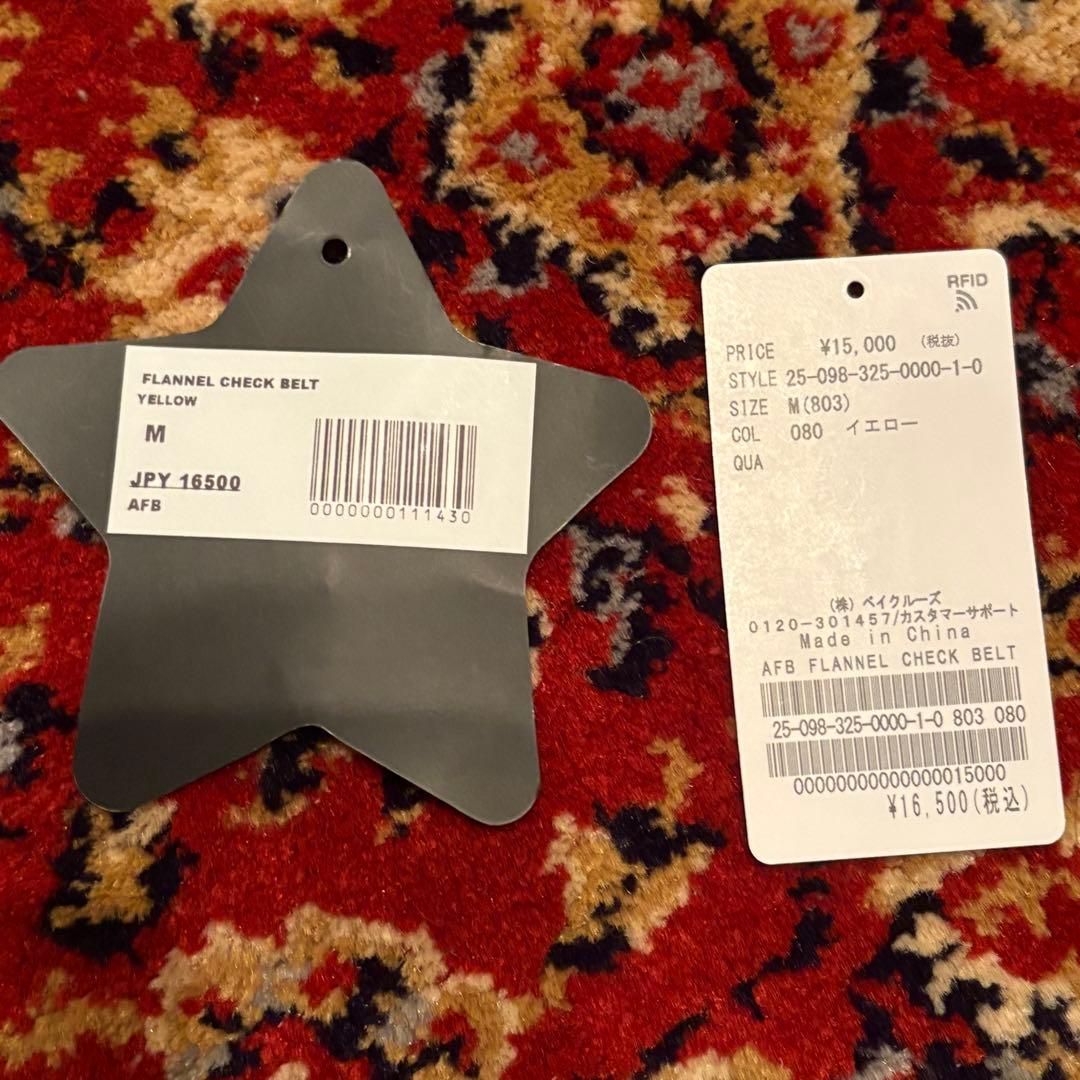 FLANNEL CHECK BELT
YELLOW
M
JPY 16500
AFB
0000000111430
RFID
PRICE ¥15,000 (税抜)
STYLE 25-098-325-0000-1-0
SIZE M(803)
COL 080 イエロー
QUA
(株) ベイクルーズ
0120-301457/カスタマーサポート
Made in China
AFB FLANNEL CHECK BELT
25-098-325-0000-1-0 803 080
00000000000000015000
¥16,500(税込)